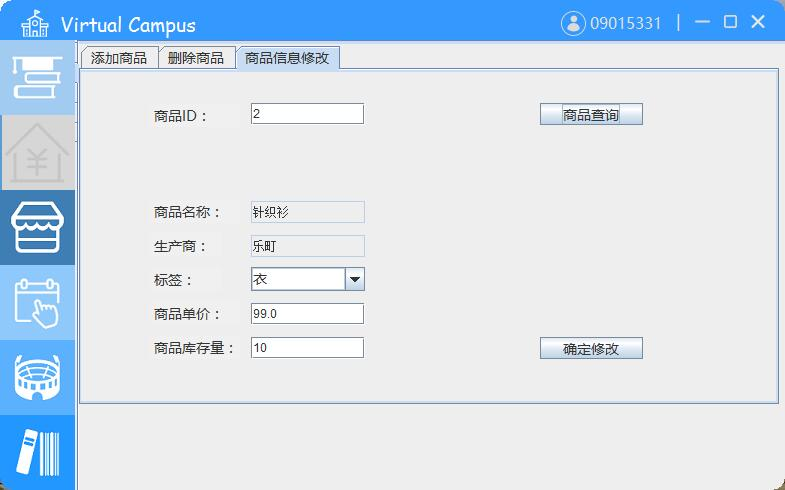 Virtual Campus
09015331
添加商品 删除商品 商品信息修改
商品ID： 2 商品查询
商品名称： 针织衫
生产商： 乐町
标签： 衣
商品单价： 99.0
商品库存量： 10 确定修改